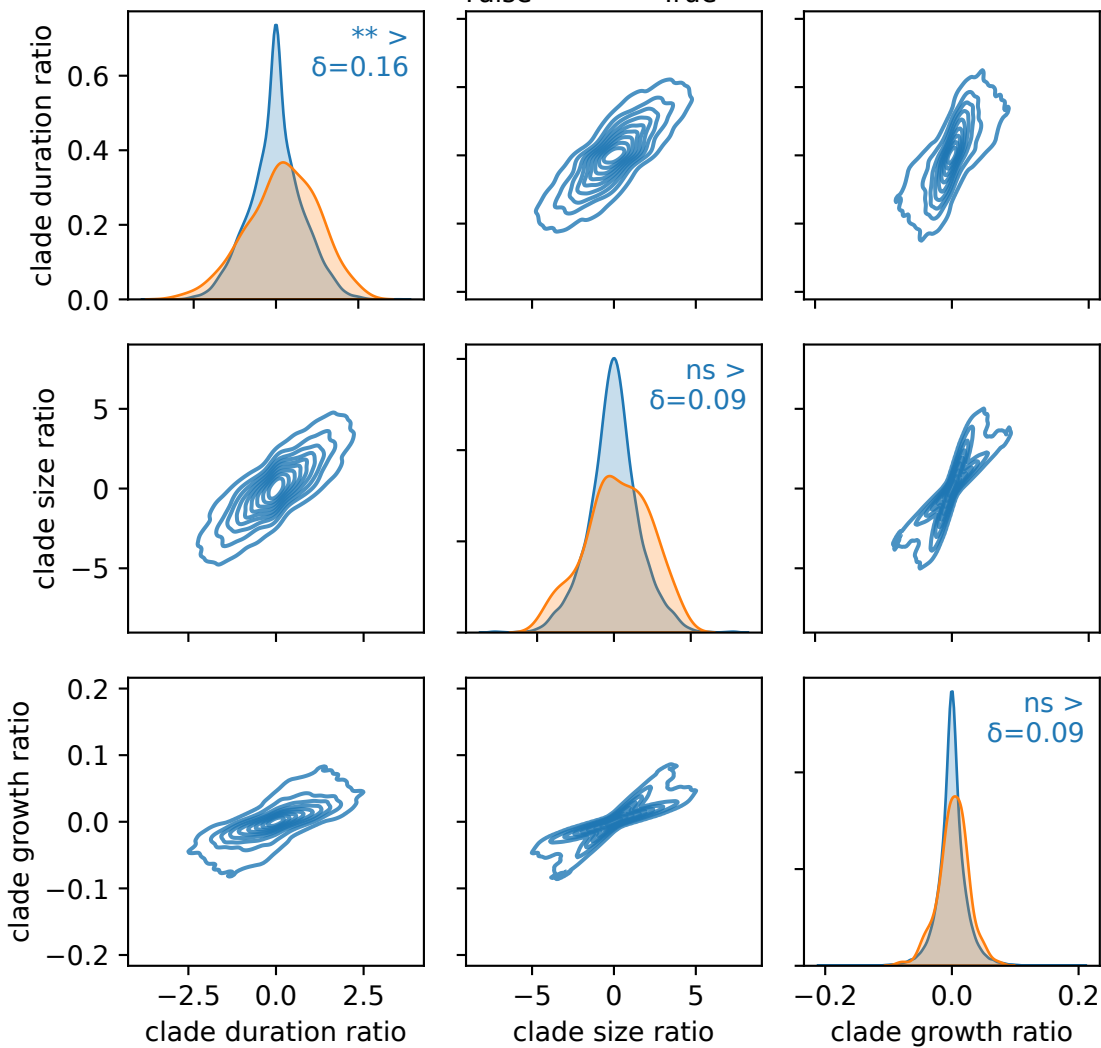 ** >
δ=0.16
clade duration ratio
0.6
0.4
0.2
0.0
ns >
δ=0.09
clade size ratio
5
0
−5
ns >
δ=0.09
clade growth ratio
0.2
0.1
0.0
−0.1
−0.2
−2.5 0.0 2.5
−5 0 5
−0.2 0.0 0.2
clade duration ratio
clade size ratio
clade growth ratio